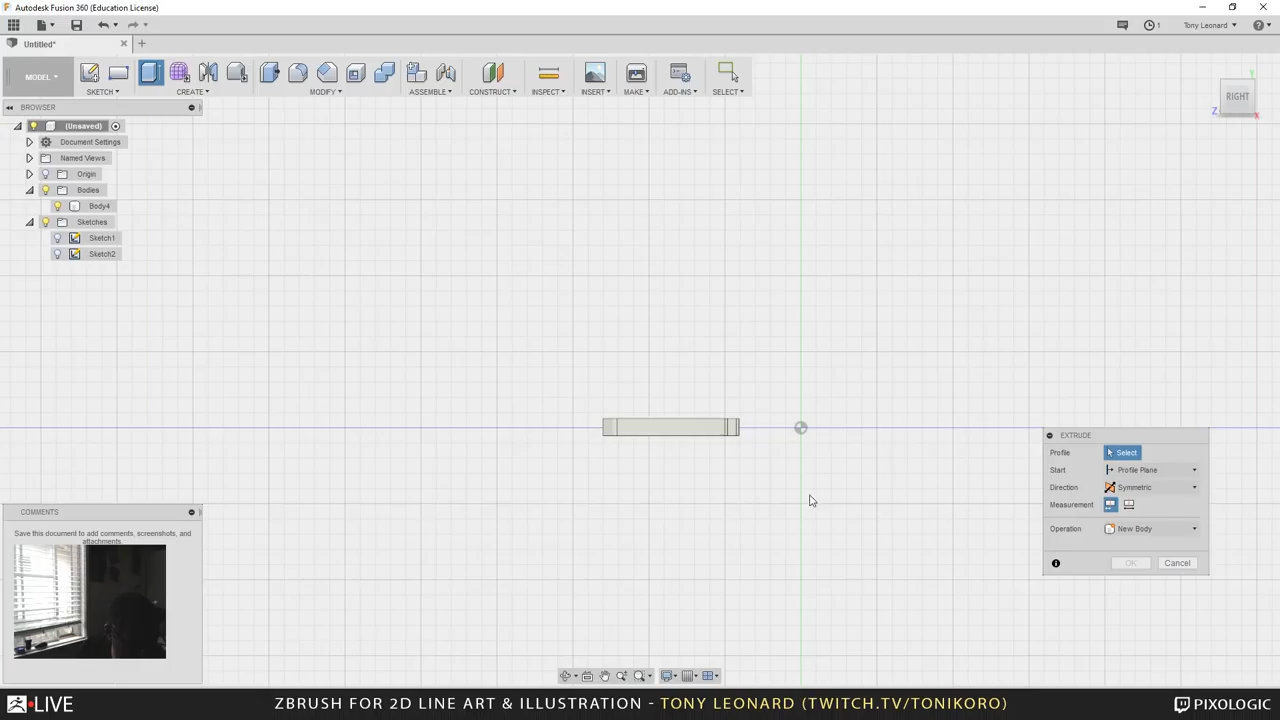 Autodesk Fusion 360 (Education License)
Tony Leonard
1
Untitled*
MODEL
SKETCH
CREATE
MODIFY
ASSEMBLE
CONSTRUCT
INSPECT
INSERT
MAKE
ADD-INS
SELECT
BROWSER
(Unsaved)
Document Settings
Named Views
Origin
Bodies
Body4
Sketches
Sketch1
Sketch2
Y
RIGHT
Z
X
EXTRUDE
Profile Select
Start Profile Plane
Direction Symmetric
Measurement
Operation New Body
OK Cancel
COMMENTS
Save this document to add comments, screenshots, and
attachments.
LIVE
ZBRUSH FOR 2D LINE ART & ILLUSTRATION - TONY LEONARD (TWITCH.TV/TONIKORO)
PIXOLOGIC